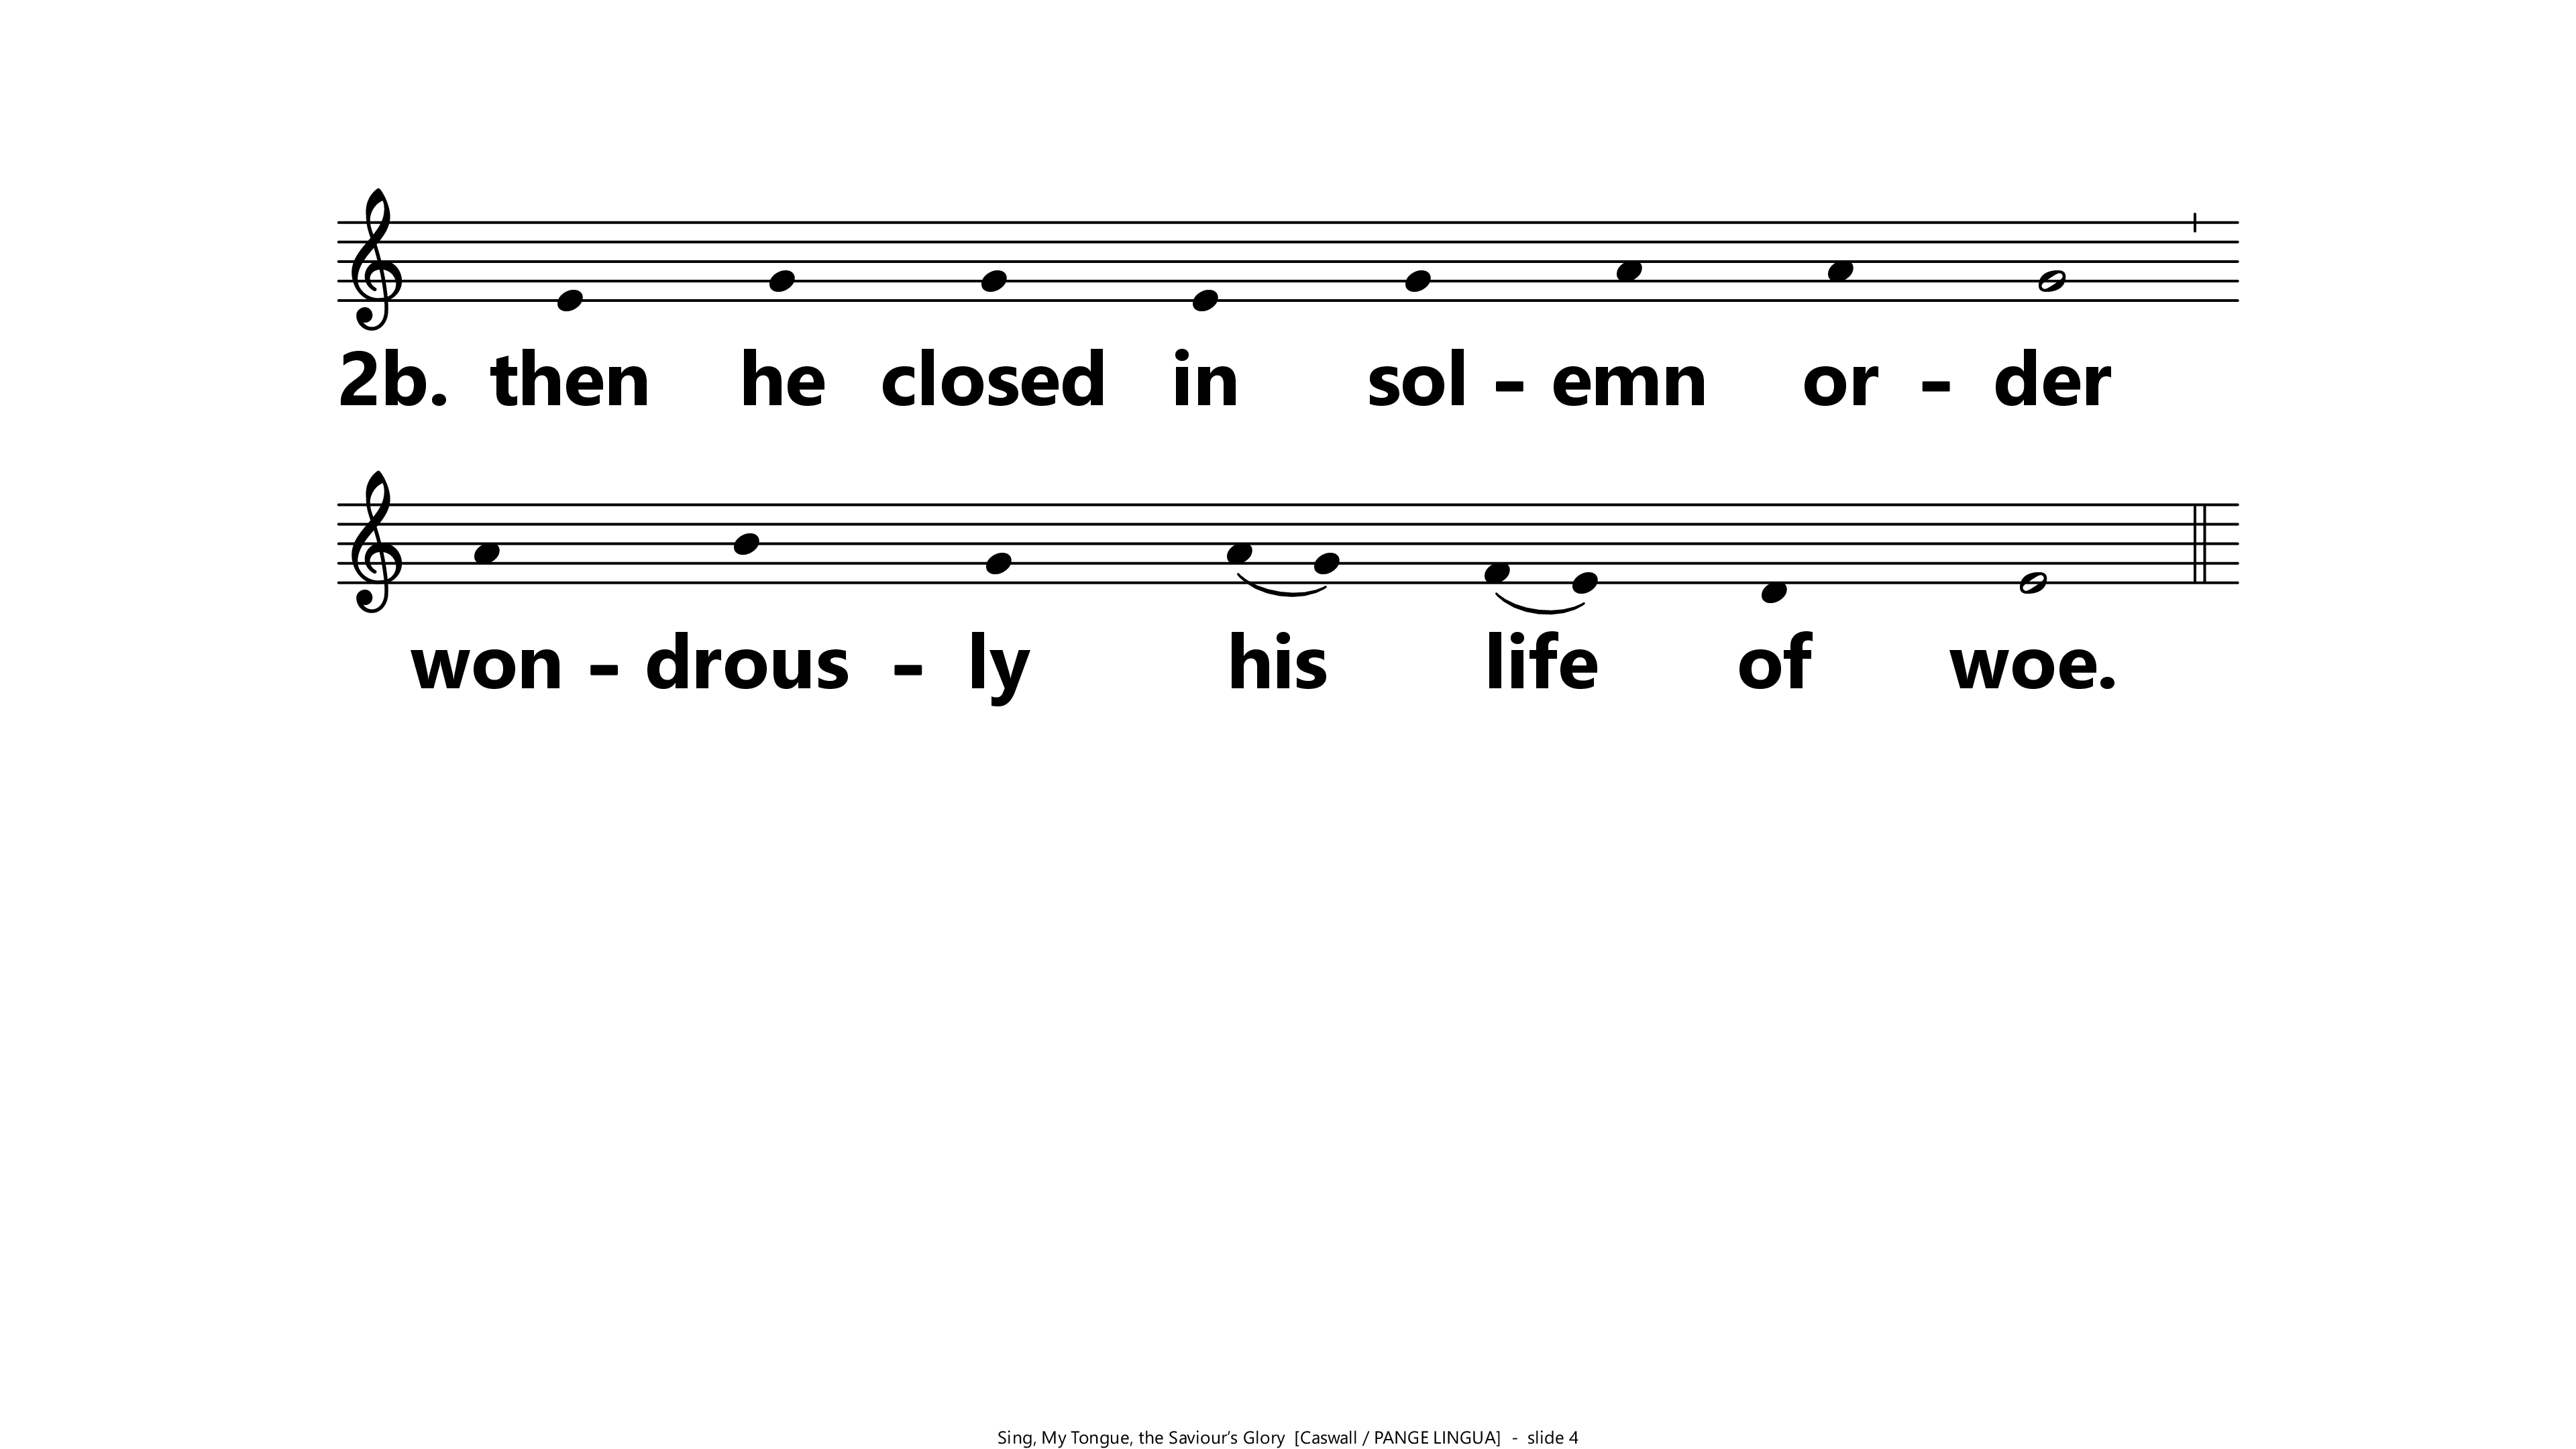 2b. then he closed in sol - emn or - der
won - drous - ly his life of woe.
Sing, My Tongue, the Saviour’s Glory [Caswall / PANGE LINGUA] - slide 4